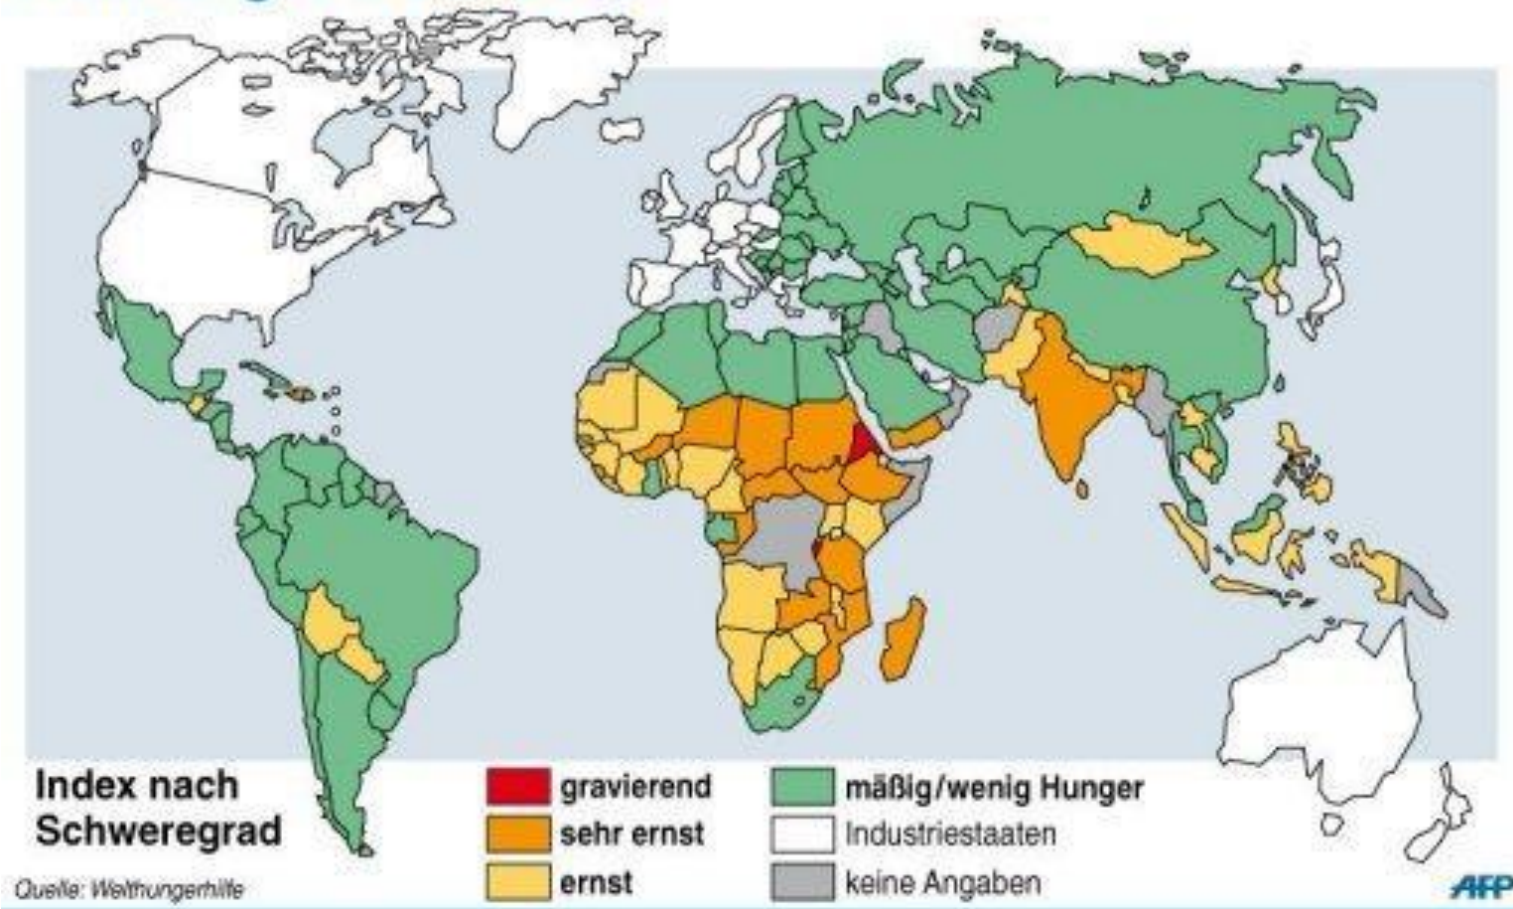 Index nach
Schweregrad
Quelle: Welthungerhilfe
gravierend
sehr ernst
ernst
mäßig/wenig Hunger
Industriestaaten
keine Angaben
AFP